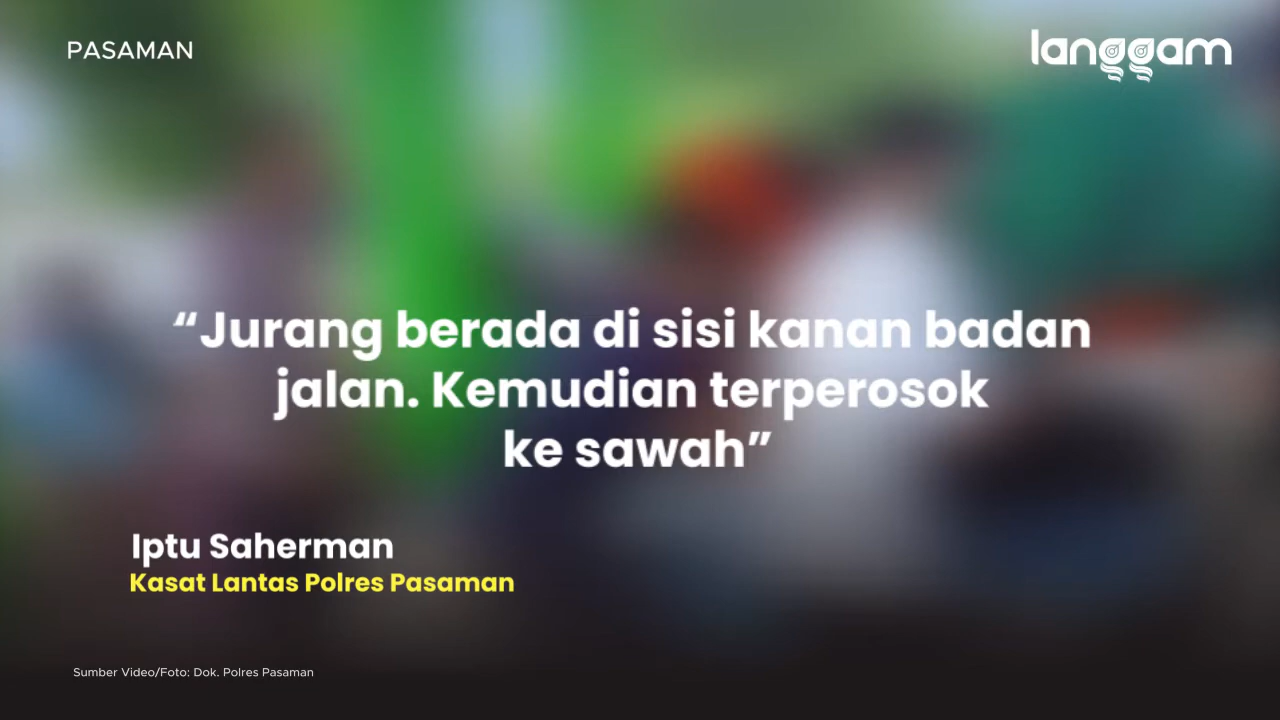 PASAMAN
langgam
“Jurang berada di sisi kanan badan
jalan. Kemudian terperosok
ke sawah”
Iptu Saherman
Kasat Lantas Polres Pasaman
Sumber Video/Foto: Dok. Polres Pasaman